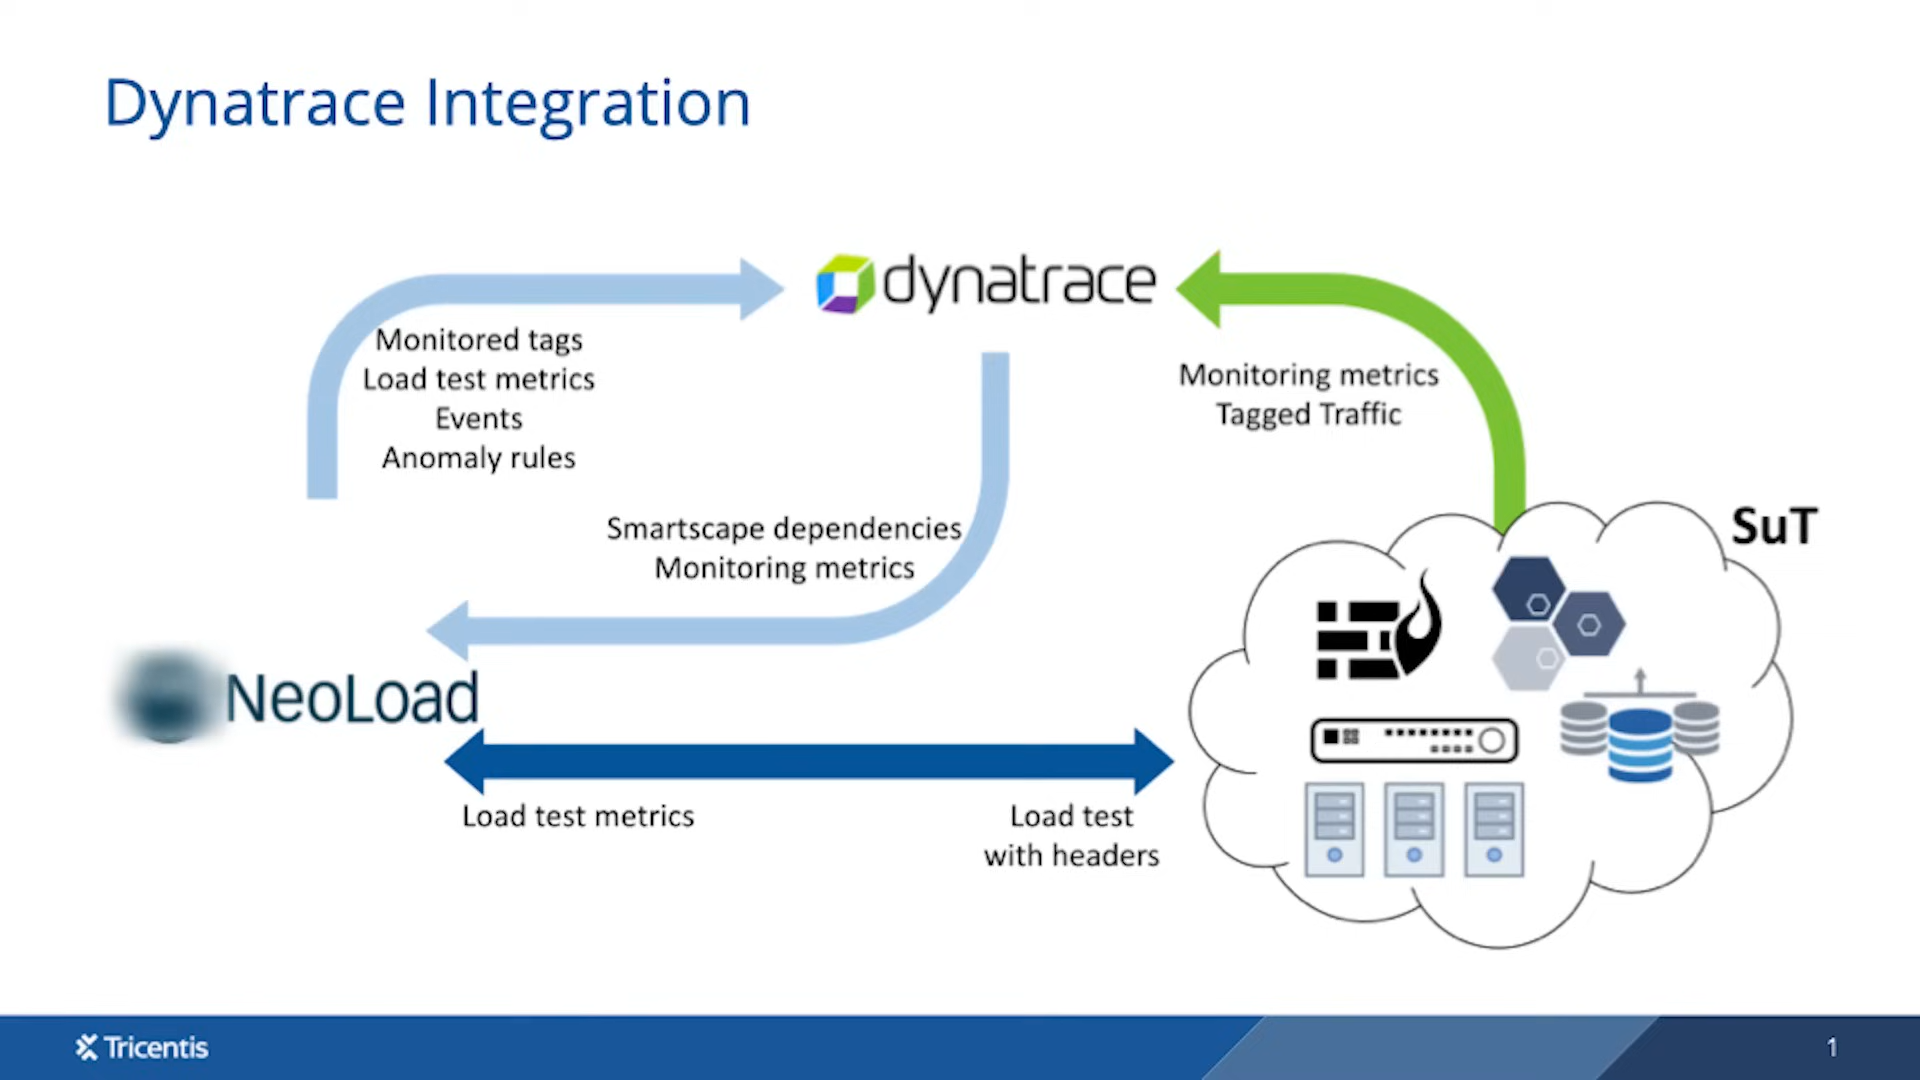 Dynatrace Integration
dynatrace
Monitored tags
Load test metrics
Events
Anomaly rules
Monitoring metrics
Tagged Traffic
Smartscape dependencies
Monitoring metrics
SuT
NeoLoad
Load test metrics
Load test
with headers
Tricentis
1